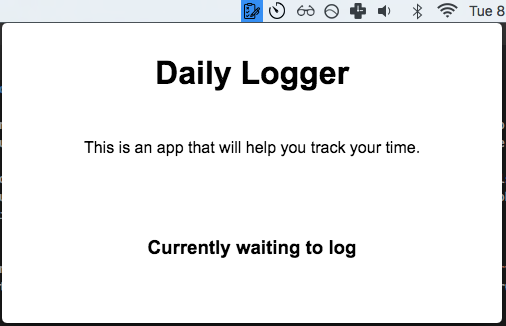 Tue 8
Daily Logger
This is an app that will help you track your time.
Currently waiting to log